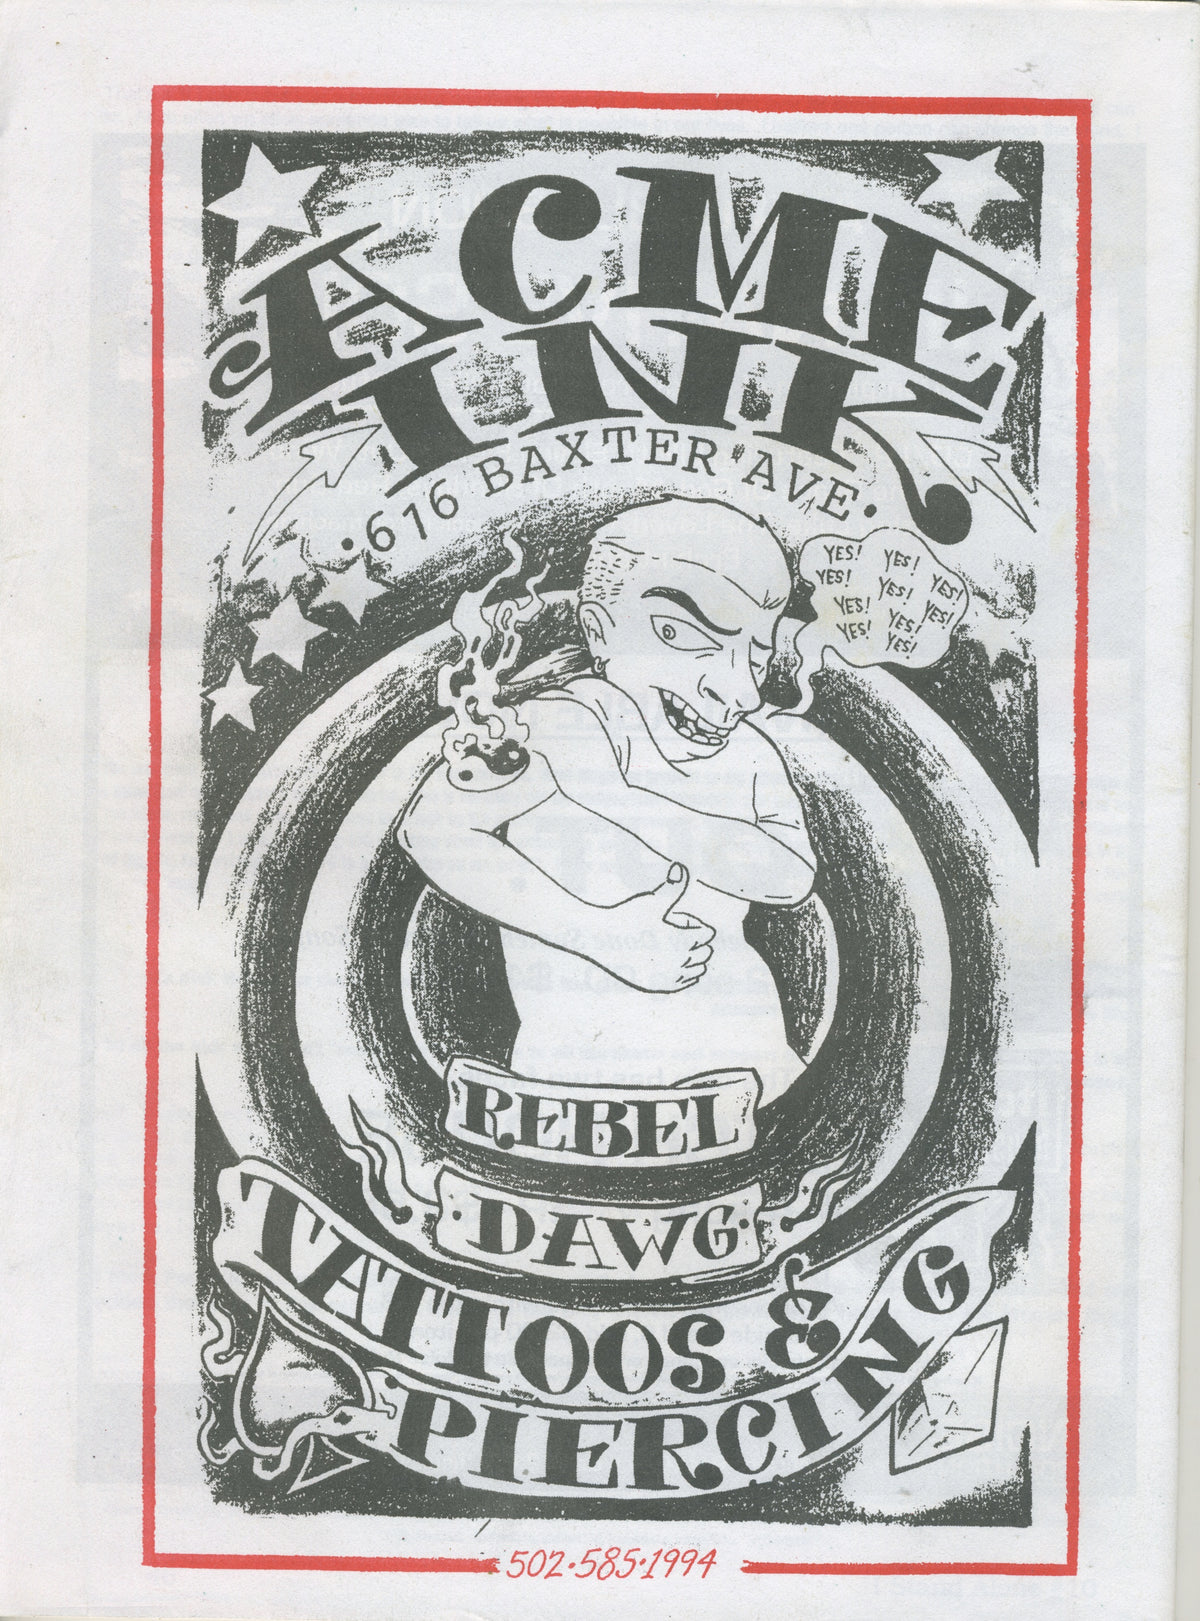 ACME
INK
·616 BAXTER AVE·
YES! YES!
YES! YES! YES!
YES! YES!
YES! YES!
YES!
REBEL
·DAWG·
TATTOOS &
PIERCING
502·585·1994